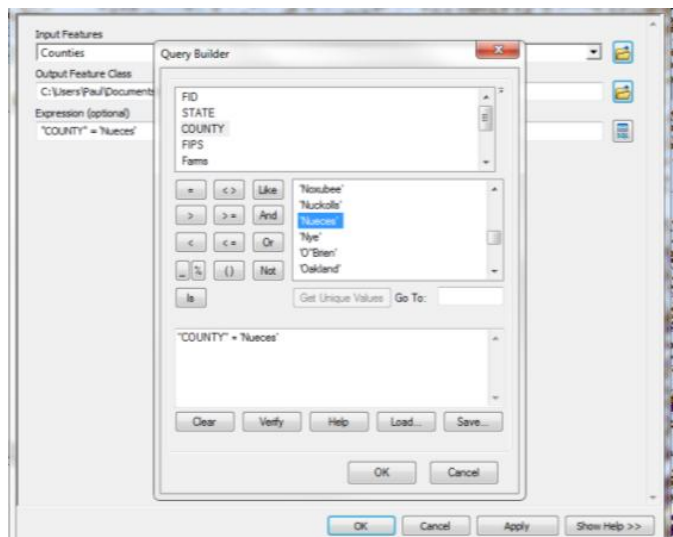 Input Features
Counties
Query Builder
Output Feature Class
C:\Users\Paul\Documents
Expression (optional)
"COUNTY" = 'Nueces'
FID
STATE
COUNTY
FIPS
Farms
= <> Like
> >= And
< <= Or
_ % () Not
Is
'Noxubee'
'Nuckolls'
'Nueces'
'Nye'
'O''Brien'
'Oakland'
Get Unique Values Go To:
"COUNTY" = 'Nueces'
Clear Verify Help Load... Save...
OK Cancel
OK Cancel Apply Show Help >>